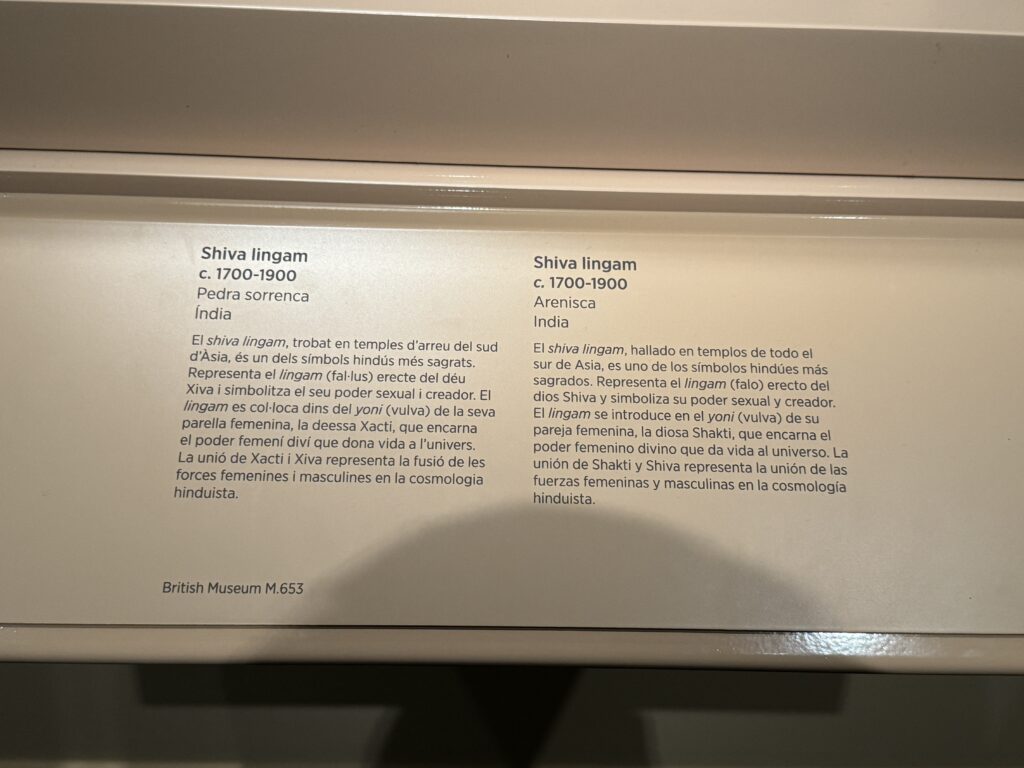 Shiva lingam
c. 1700-1900
Pedra sorrenca
Índia
El shiva lingam, trobat en temples d'arreu del sud
d'Àsia, és un dels símbols hindús més sagrats.
Representa el lingam (fal·lus) erecte del déu
Xiva i simbolitza el seu poder sexual i creador. El
lingam es col·loca dins del yoni (vulva) de la seva
parella femenina, la deessa Xacti, que encarna
el poder femení diví que dona vida a l'univers.
La unió de Xacti i Xiva representa la fusió de les
forces femenines i masculines en la cosmologia
hinduista.
British Museum M.653
Shiva lingam
c. 1700-1900
Arenisca
India
El shiva lingam, hallado en templos de todo el
sur de Asia, es uno de los símbolos hindúes más
sagrados. Representa el lingam (falo) erecto del
dios Shiva y simboliza su poder sexual y creador.
El lingam se introduce en el yoni (vulva) de su
pareja femenina, la diosa Shakti, que encarna el
poder femenino divino que da vida al universo. La
unión de Shakti y Shiva representa la unión de las
fuerzas femeninas y masculinas en la cosmología
hinduista.